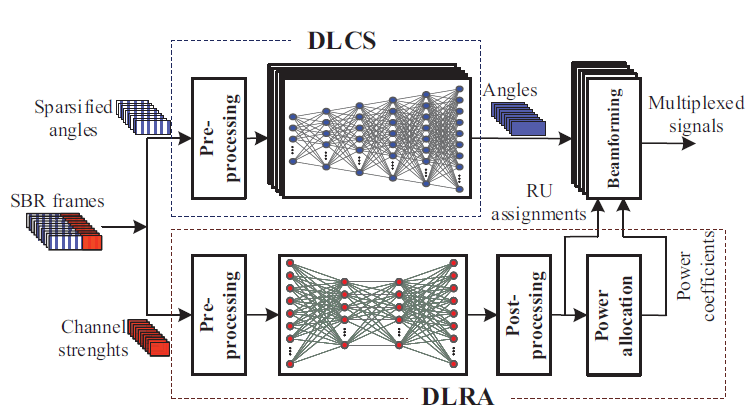 DLCS
Sparsified
angles
Pre-
processing
Angles
Beamforming
Multiplexed
signals
SBR frames
RU
assignments
Channel
strenghts
Pre-
processing
Post-
processing
Power
allocation
Power
coefficients
DLRA